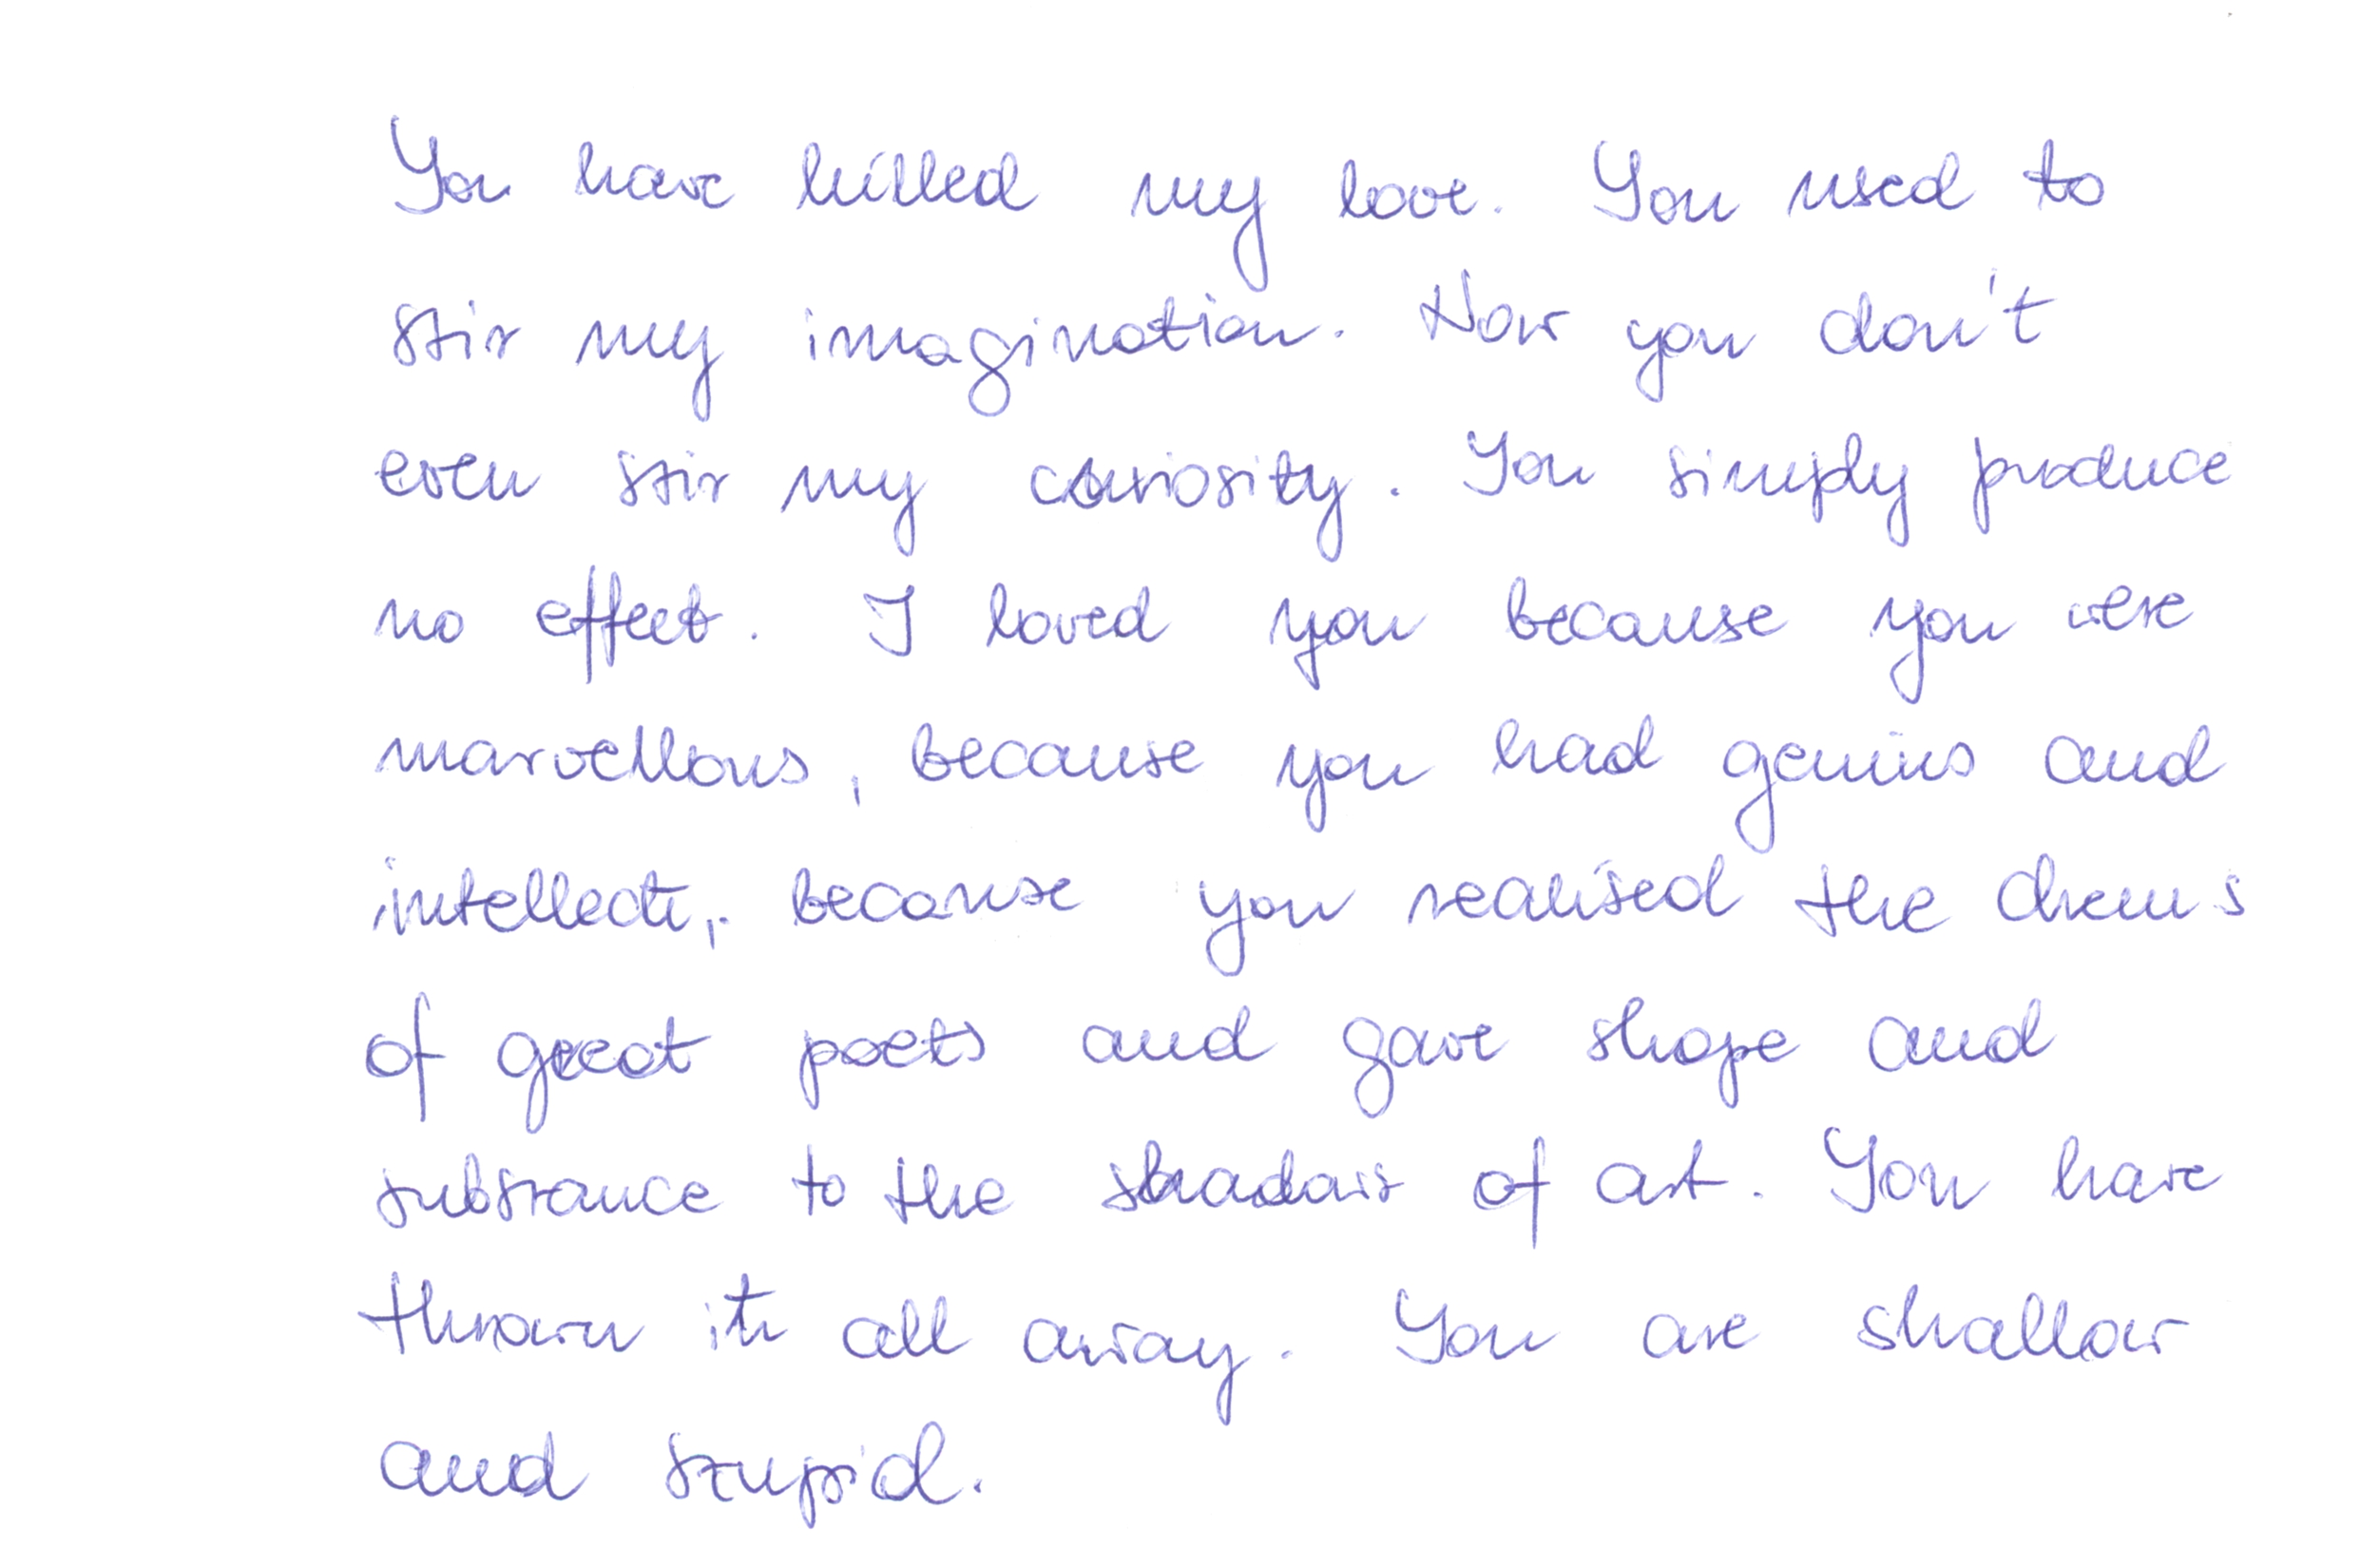 You have killed my love. You used to
stir my imagination. Now you don't
even stir my curiosity. You simply produce
no effect. I loved you because you were
marvellous, because you had genius and
intellect, because you realised the drems
of great poets and gave shape and
substance to the shadows of art. You have
thrown it all away. You are shallow
and stupid.